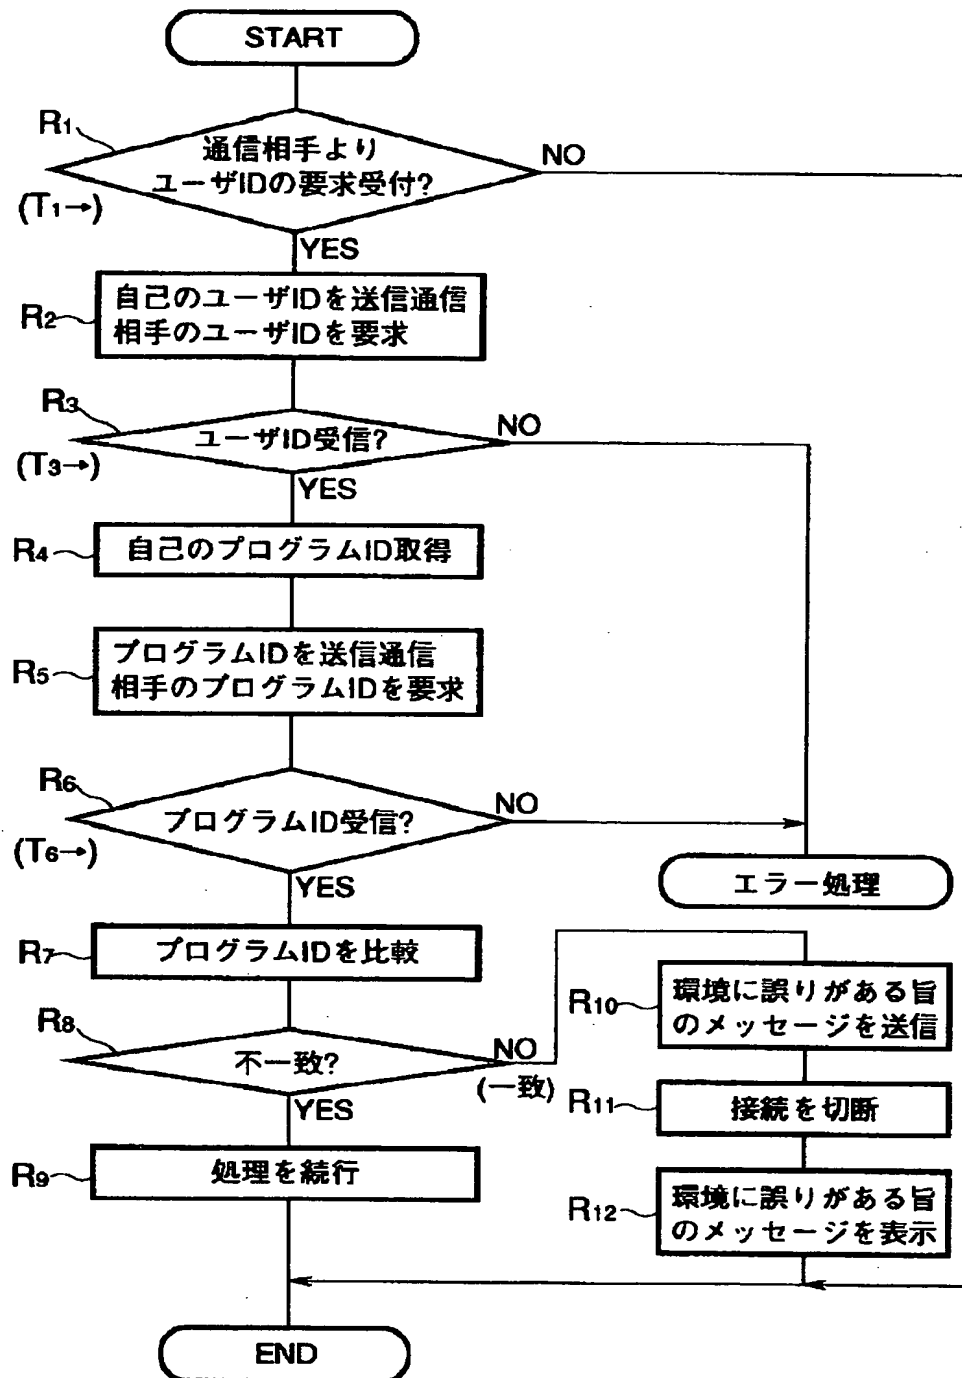 START
R1
通信相手より
ユーザIDの要求受付?
NO
(T1→)
YES
R2
自己のユーザIDを送信通信
相手のユーザIDを要求
R3
ユーザID受信?
NO
(T3→)
YES
R4
自己のプログラムID取得
R5
プログラムIDを送信通信
相手のプログラムIDを要求
R6
プログラムID受信?
NO
(T6→)
YES
エラー処理
R7
プログラムIDを比較
R8
不一致?
NO
(一致)
YES
R9
処理を続行
R10
環境に誤りがある旨
のメッセージを送信
R11
接続を切断
R12
環境に誤りがある旨
のメッセージを表示
END